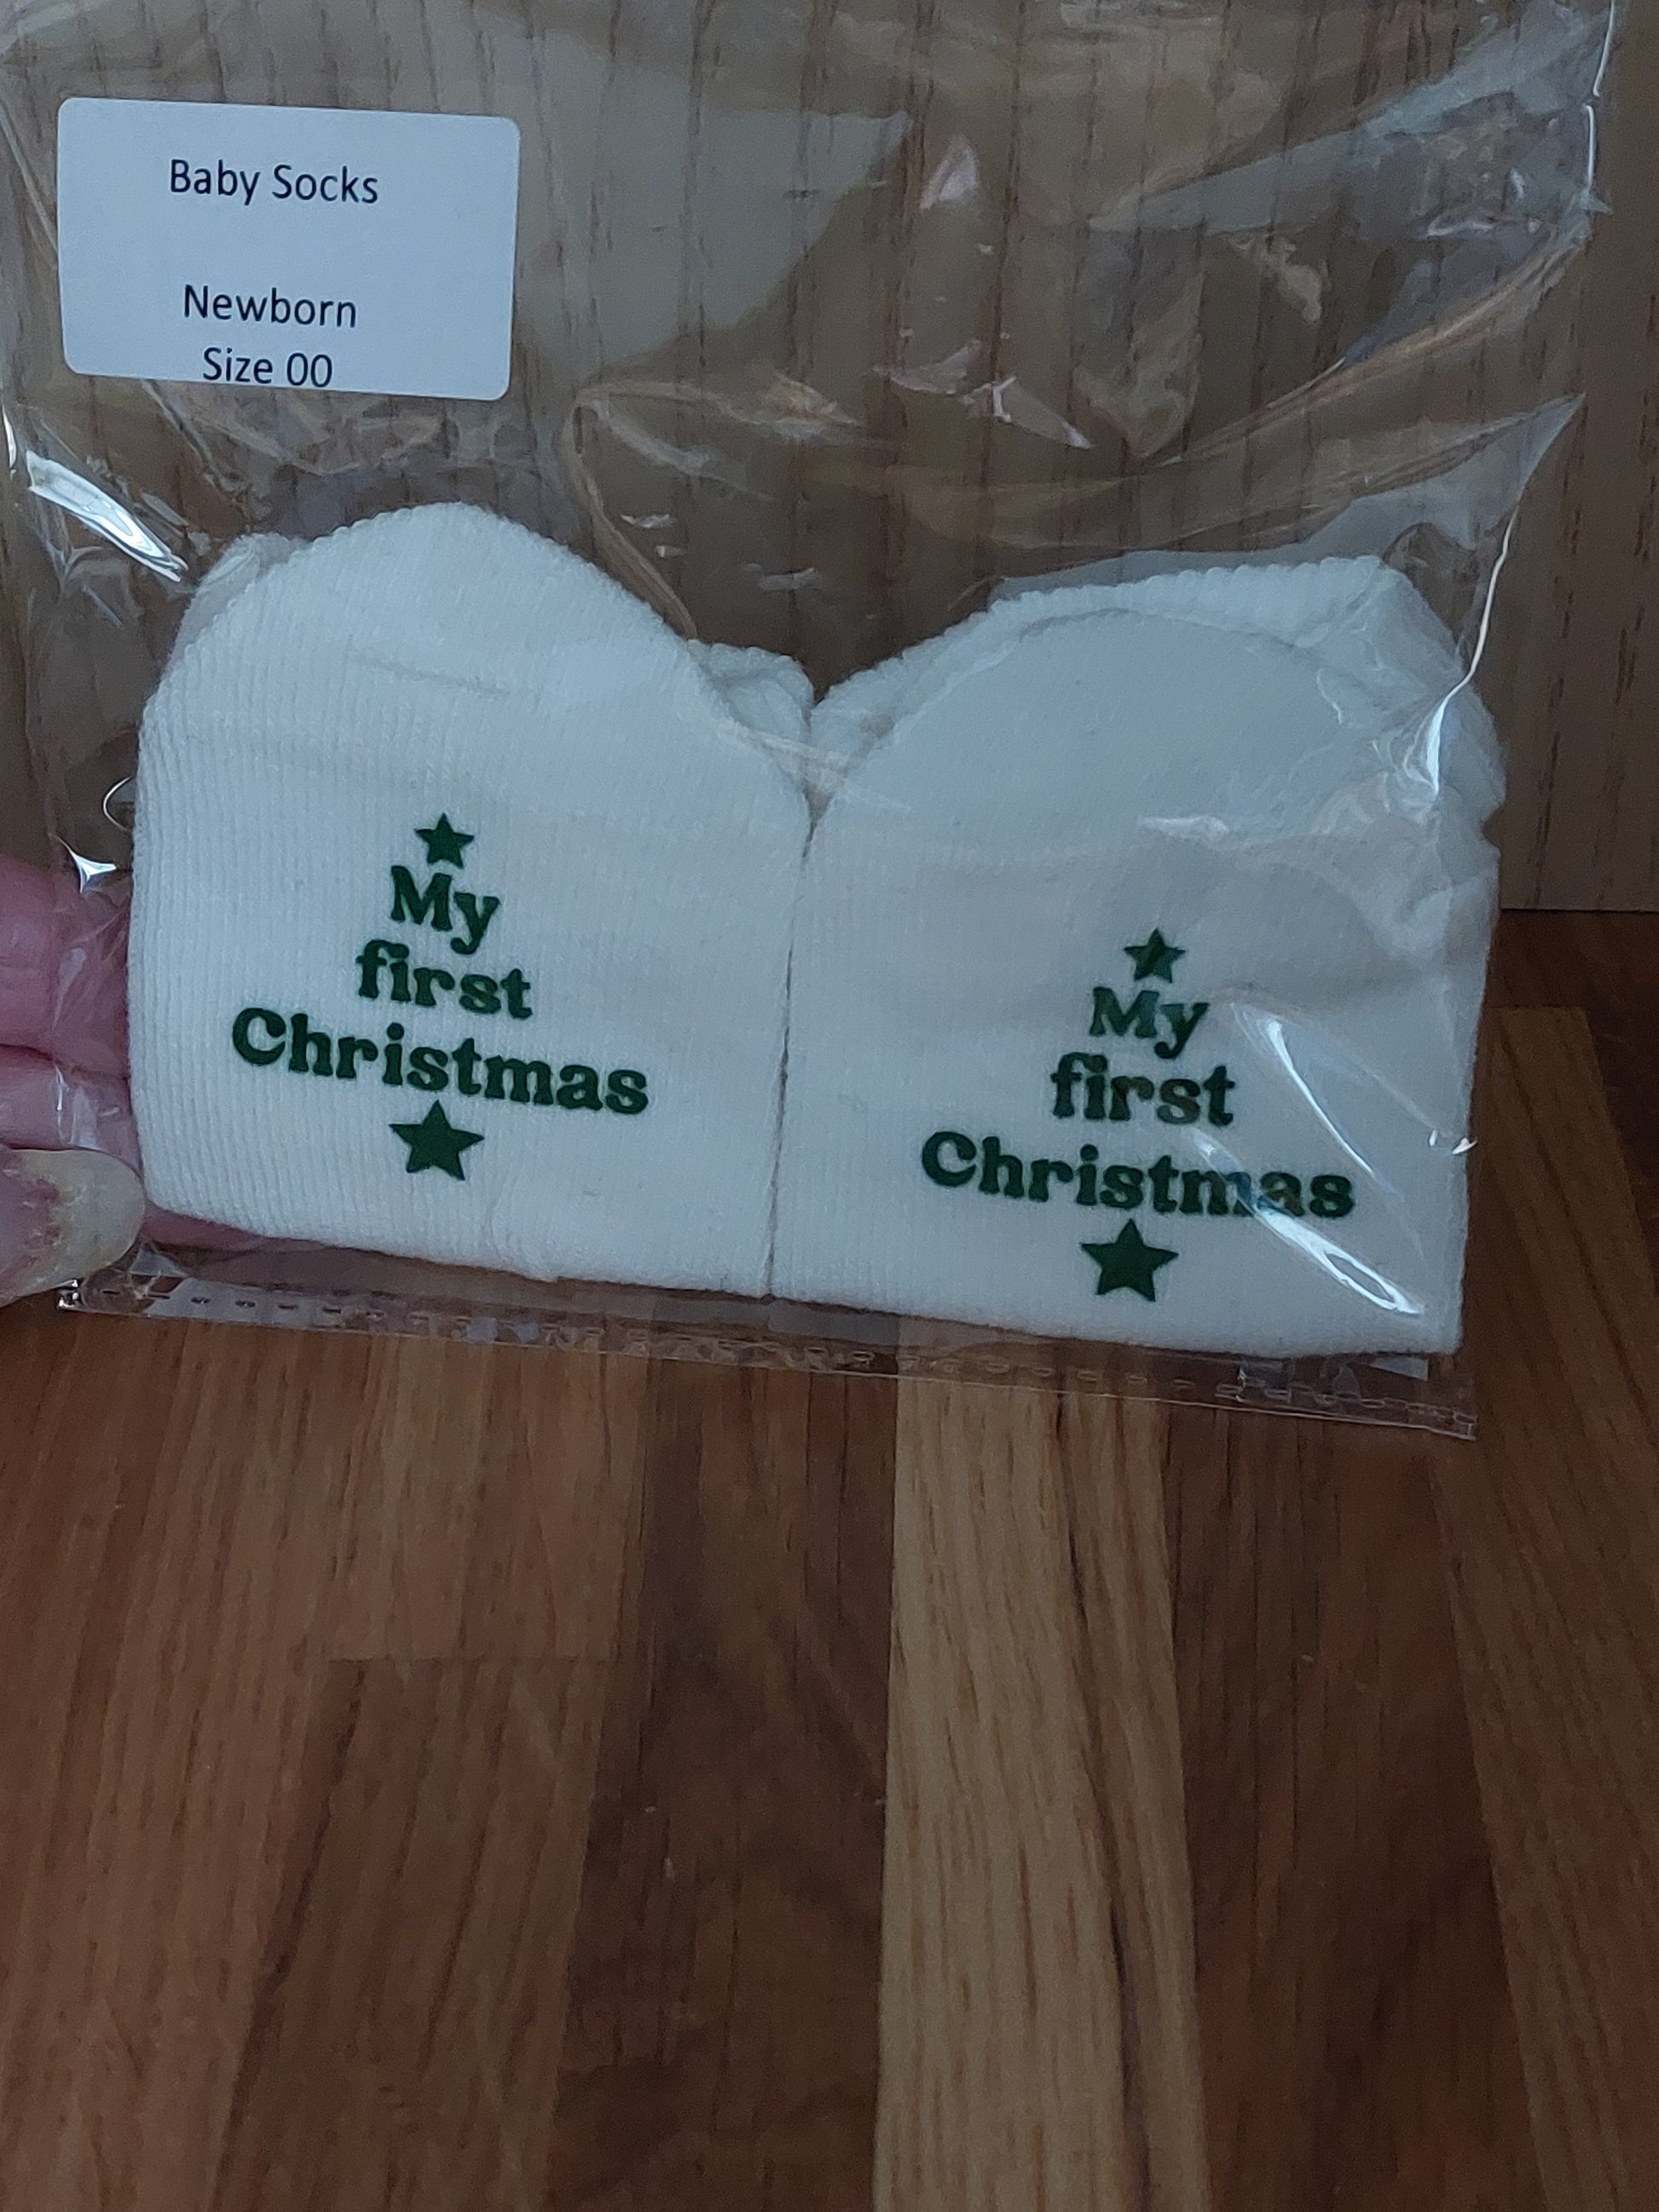 Baby Socks
Newborn
Size 00
My
first
Christmas
My
first
Christmas